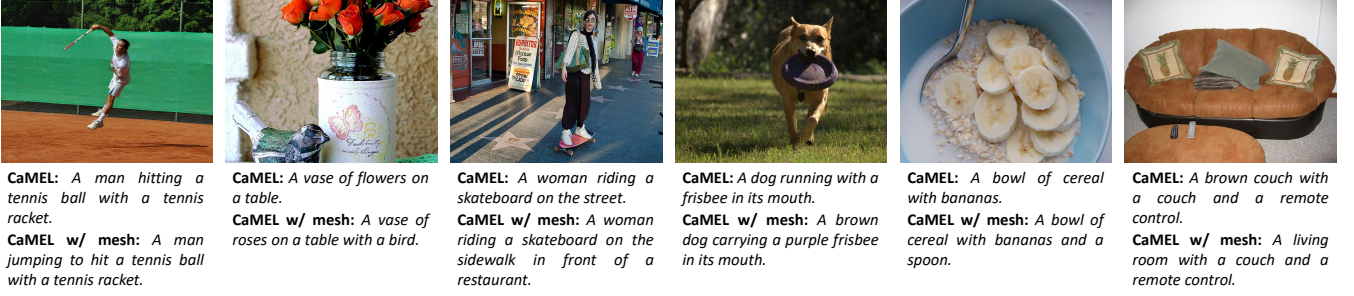 BURRITOS
CaMEL: A man hitting a
tennis ball with a tennis
racket.
CaMEL w/ mesh: A man
jumping to hit a tennis ball
with a tennis racket.
CaMEL: A vase of flowers on
a table.
CaMEL w/ mesh: A vase of
roses on a table with a bird.
CaMEL: A woman riding a
skateboard on the street.
CaMEL w/ mesh: A woman
riding a skateboard on the
sidewalk in front of a
restaurant.
CaMEL: A dog running with a
frisbee in its mouth.
CaMEL w/ mesh: A brown
dog carrying a purple frisbee
in its mouth.
CaMEL: A bowl of cereal
with bananas.
CaMEL w/ mesh: A bowl of
cereal with bananas and a
spoon.
CaMEL: A brown couch with
a couch and a remote
control.
CaMEL w/ mesh: A living
room with a couch and a
remote control.